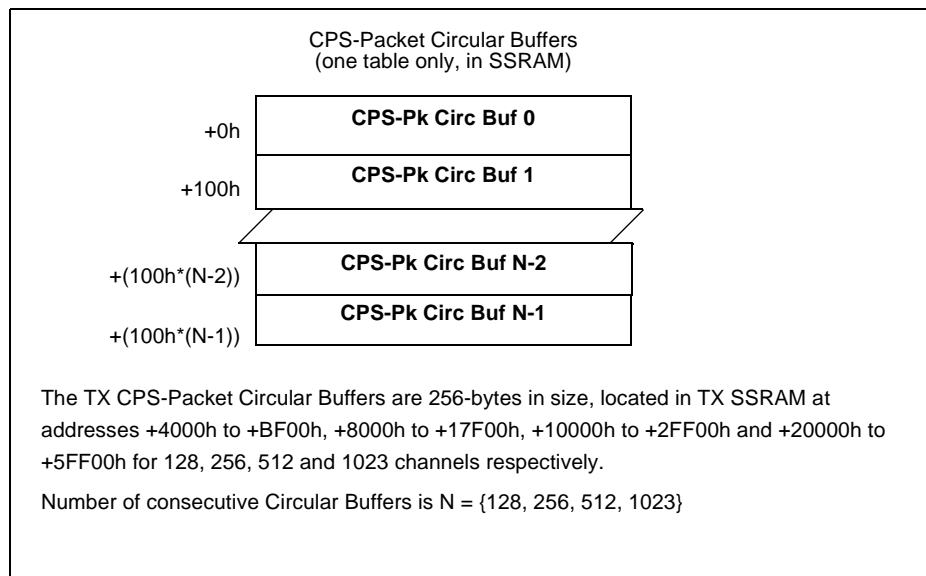 CPS-Packet Circular Buffers
(one table only, in SSRAM)
+0h
CPS-Pk Circ Buf 0
+100h
CPS-Pk Circ Buf 1
+(100h*(N-2))
CPS-Pk Circ Buf N-2
+(100h*(N-1))
CPS-Pk Circ Buf N-1
The TX CPS-Packet Circular Buffers are 256-bytes in size, located in TX SSRAM at
addresses +4000h to +BF00h, +8000h to +17F00h, +10000h to +2FF00h and +20000h to
+5FF00h for 128, 256, 512 and 1023 channels respectively.
Number of consecutive Circular Buffers is N = {128, 256, 512, 1023}